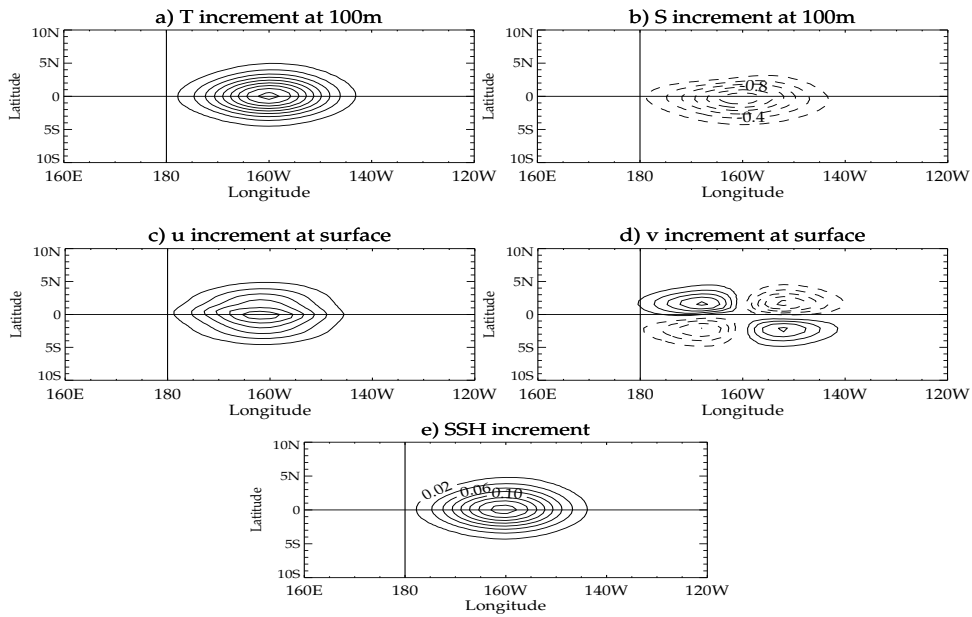 a) T increment at 100m
10N
5N
0
5S
10S
Latitude
160E 180 160W 140W 120W
Longitude
b) S increment at 100m
10N
5N
0
5S
10S
Latitude
-0.8
-0.4
160E 180 160W 140W 120W
Longitude
c) u increment at surface
10N
5N
0
5S
10S
Latitude
160E 180 160W 140W 120W
Longitude
d) v increment at surface
10N
5N
0
5S
10S
Latitude
160E 180 160W 140W 120W
Longitude
e) SSH increment
10N
5N
0
5S
10S
Latitude
0.02 0.06 0.10
160E 180 160W 140W 120W
Longitude